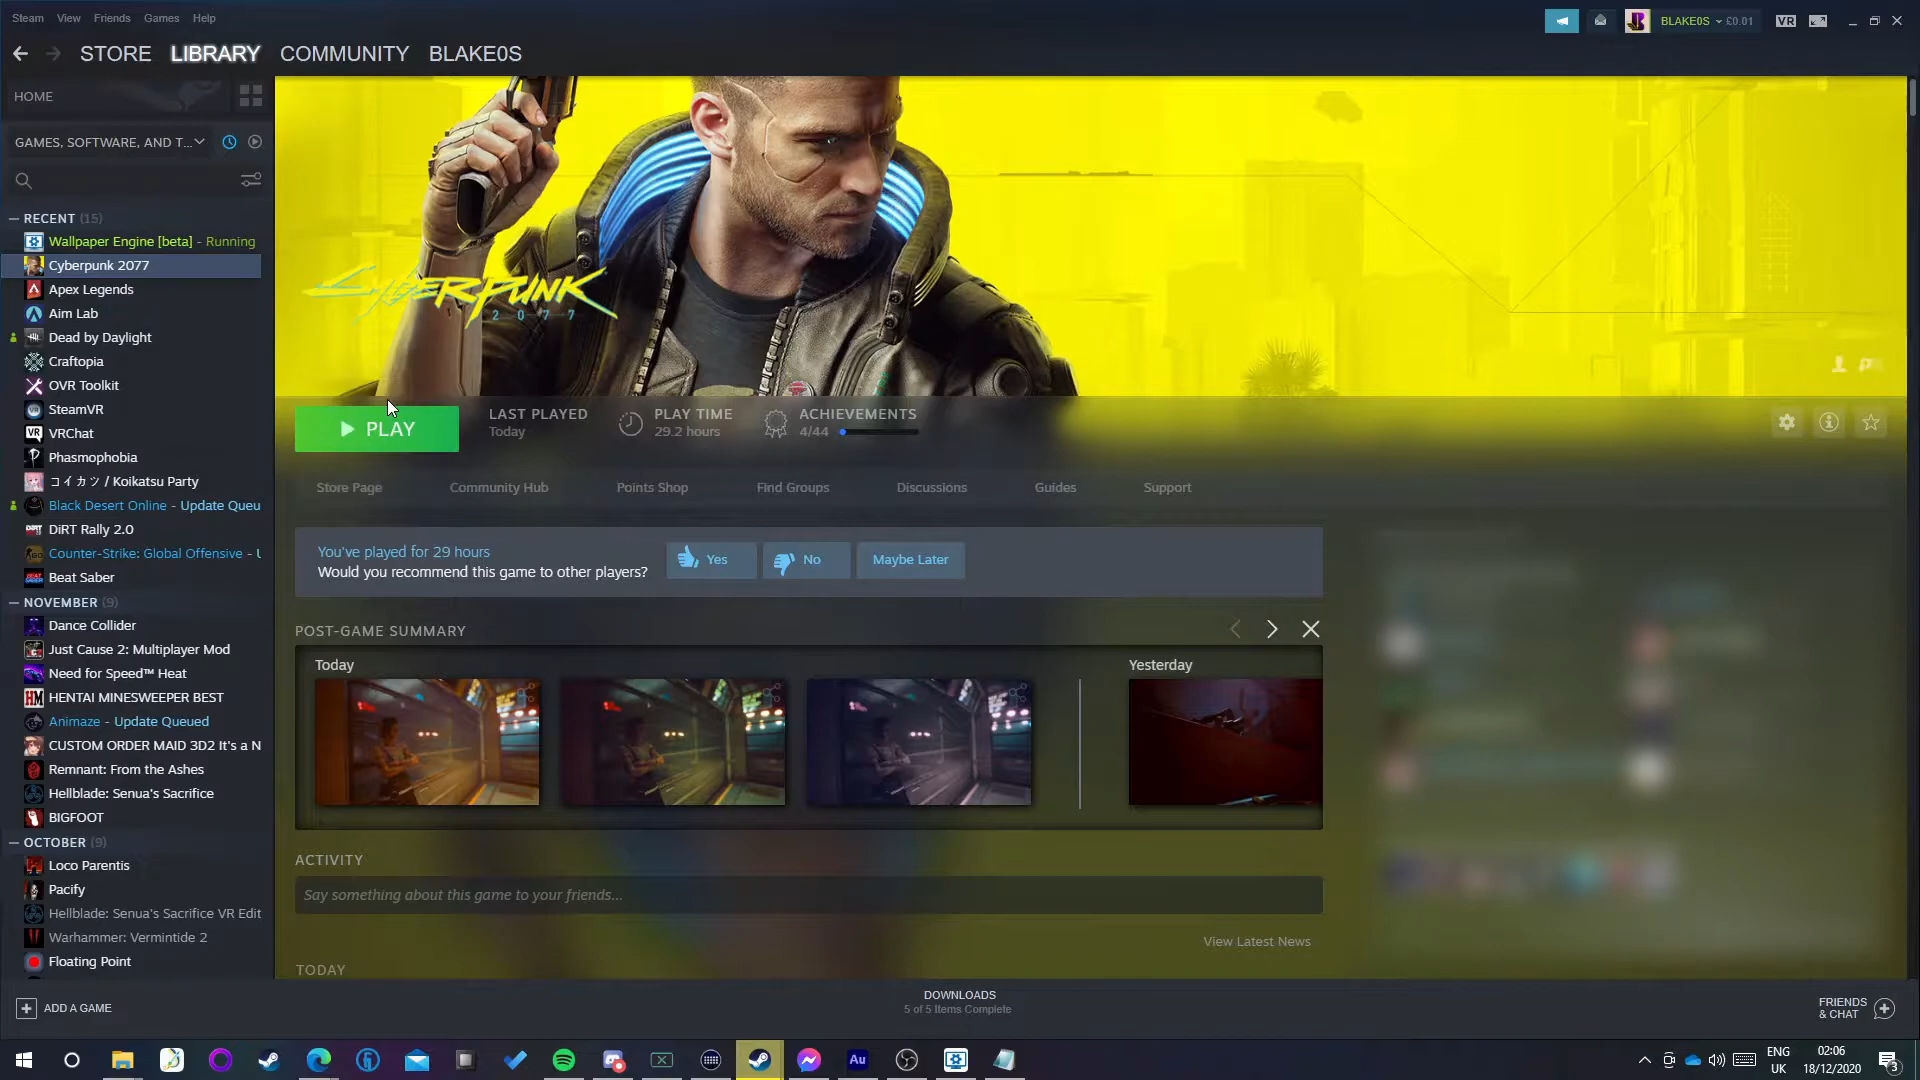 Steam View Friends Games Help
BLAKE0S £0.01
VR
STORE LIBRARY COMMUNITY BLAKE0S
HOME
GAMES, SOFTWARE, AND T...
RECENT (15)
Wallpaper Engine [beta] - Running
Cyberpunk 2077
Apex Legends
Aim Lab
Dead by Daylight
Craftopia
OVR Toolkit
SteamVR
VRChat
Phasmophobia
コイカツ / Koikatsu Party
Black Desert Online - Update Queu
DiRT Rally 2.0
Counter-Strike: Global Offensive - U
Beat Saber
NOVEMBER (9)
Dance Collider
Just Cause 2: Multiplayer Mod
Need for Speed™ Heat
HENTAI MINESWEEPER BEST
Animaze - Update Queued
CUSTOM ORDER MAID 3D2 It's a N
Remnant: From the Ashes
Hellblade: Senua's Sacrifice
BIGFOOT
OCTOBER (9)
Loco Parentis
Pacify
Hellblade: Senua's Sacrifice VR Edit
Warhammer: Vermintide 2
Floating Point
CYBERPUNK
2077
PLAY
LAST PLAYED
Today
PLAY TIME
29.2 hours
ACHIEVEMENTS
4/44
Store Page Community Hub Points Shop Find Groups Discussions Guides Support
You've played for 29 hours
Would you recommend this game to other players?
Yes No Maybe Later
POST-GAME SUMMARY
Today Yesterday
ACTIVITY
Say something about this game to your friends...
View Latest News
TODAY
ADD A GAME
DOWNLOADS
5 of 5 Items Complete
FRIENDS
& CHAT
Au
ENG
UK
02:06
18/12/2020
3